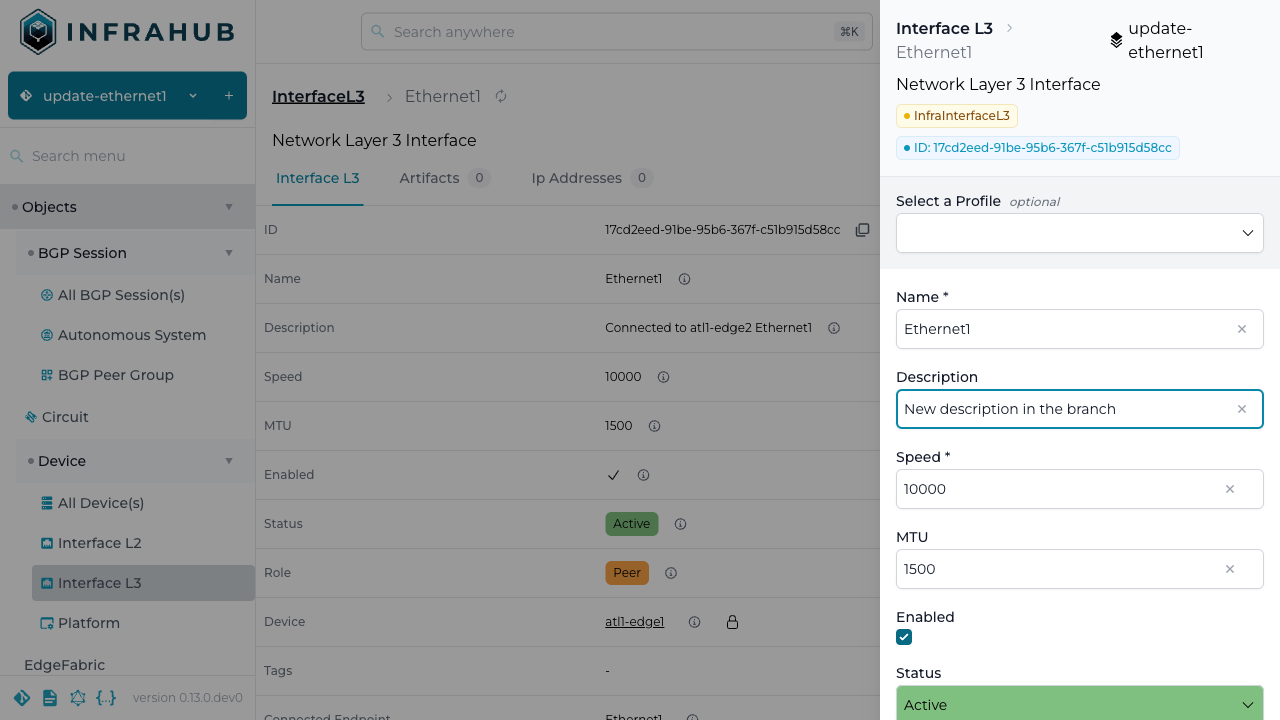 INFRAHUB
update-ethernet1
+
Search menu
Objects
BGP Session
All BGP Session(s)
Autonomous System
BGP Peer Group
Circuit
Device
All Device(s)
Interface L2
Interface L3
Platform
EdgeFabric
version 0.13.0.dev0
Search anywhere
⌘K
InterfaceL3 > Ethernet1
Network Layer 3 Interface
Interface L3 Artifacts 0 Ip Addresses 0
ID 17cd2eed-91be-95b6-367f-c51b915d58cc
Name Ethernet1
Description Connected to atl1-edge2 Ethernet1
Speed 10000
MTU 1500
Enabled
Status Active
Role Peer
Device atl1-edge1
Tags -
Connected Endpoint Ethernet1
Interface L3 >
Ethernet1
update-
ethernet1
Network Layer 3 Interface
InfraInterfaceL3
ID: 17cd2eed-91be-95b6-367f-c51b915d58cc
Select a Profile optional
Name *
Ethernet1
Description
New description in the branch
Speed *
10000
MTU
1500
Enabled
Status
Active